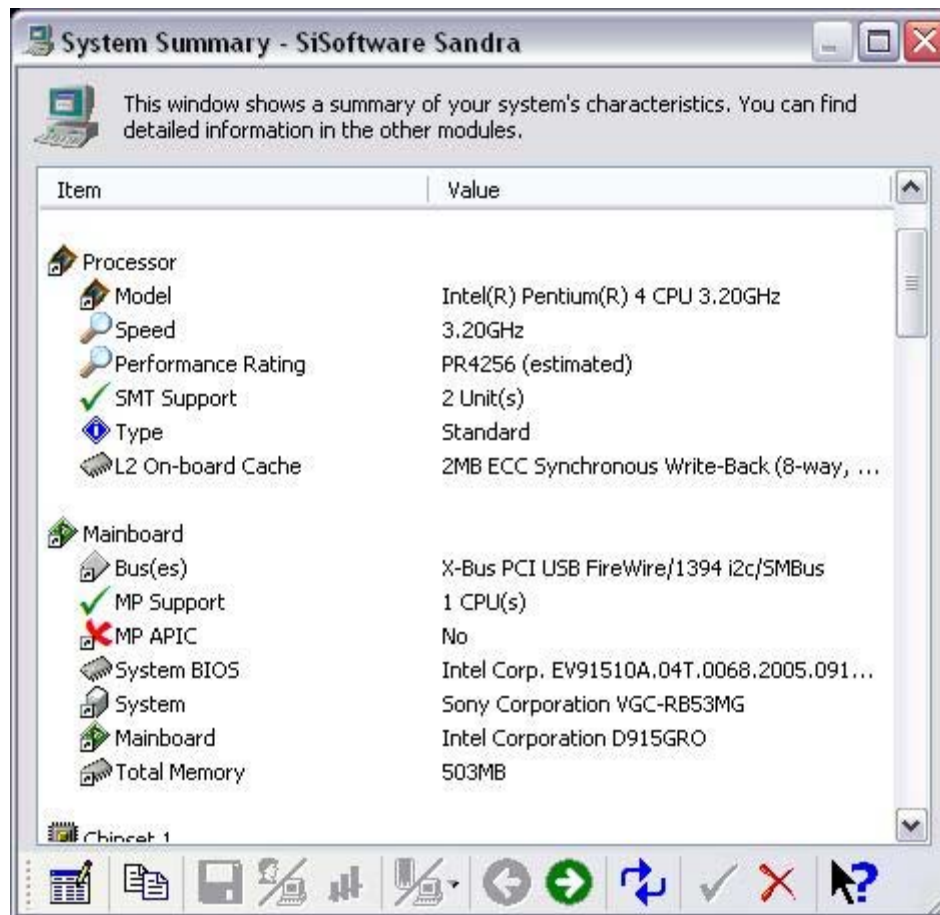 System Summary - SiSoftware Sandra
This window shows a summary of your system's characteristics. You can find
detailed information in the other modules.
Item Value
Processor
Model Intel(R) Pentium(R) 4 CPU 3.20GHz
Speed 3.20GHz
Performance Rating PR4256 (estimated)
SMT Support 2 Unit(s)
Type Standard
L2 On-board Cache 2MB ECC Synchronous Write-Back (8-way, ...
Mainboard
Bus(es) X-Bus PCI USB FireWire/1394 i2c/SMBus
MP Support 1 CPU(s)
MP APIC No
System BIOS Intel Corp. EV91510A.04T.0068.2005.091...
System Sony Corporation VGC-RB53MG
Mainboard Intel Corporation D915GRO
Total Memory 503MB
Chipset 1